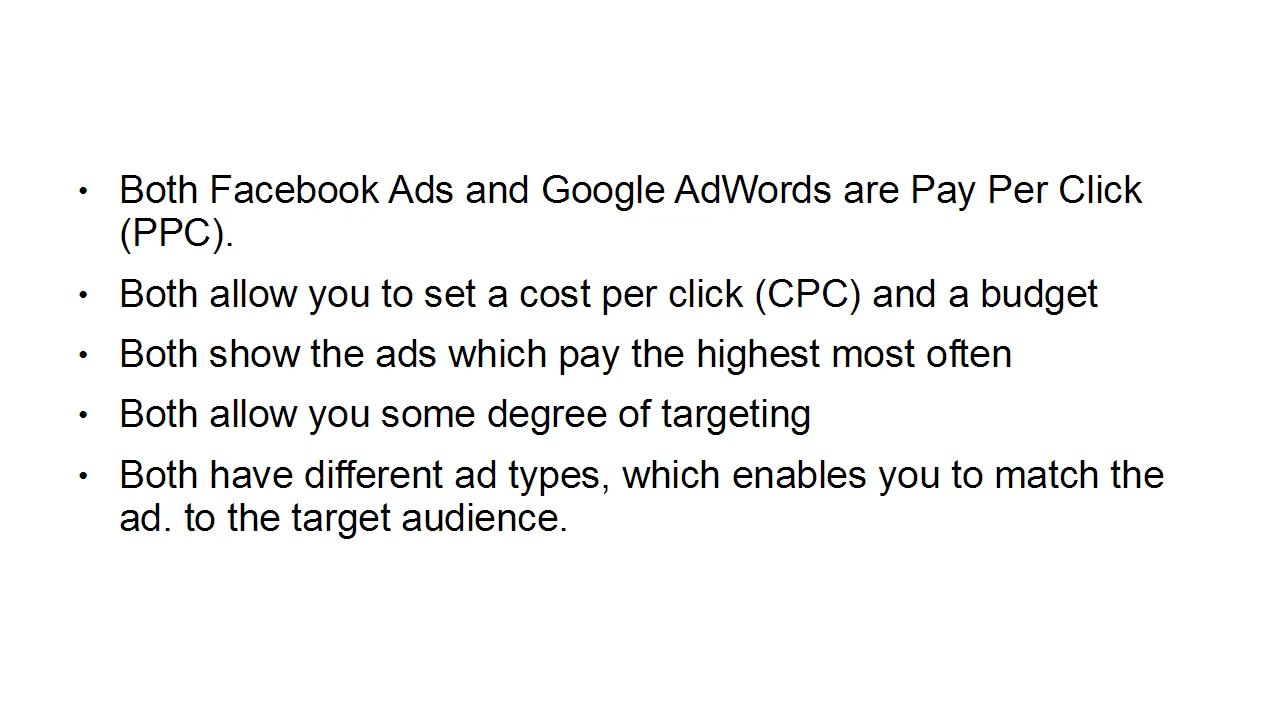 • Both Facebook Ads and Google AdWords are Pay Per Click
(PPC).
• Both allow you to set a cost per click (CPC) and a budget
• Both show the ads which pay the highest most often
• Both allow you some degree of targeting
• Both have different ad types, which enables you to match the
ad. to the target audience.